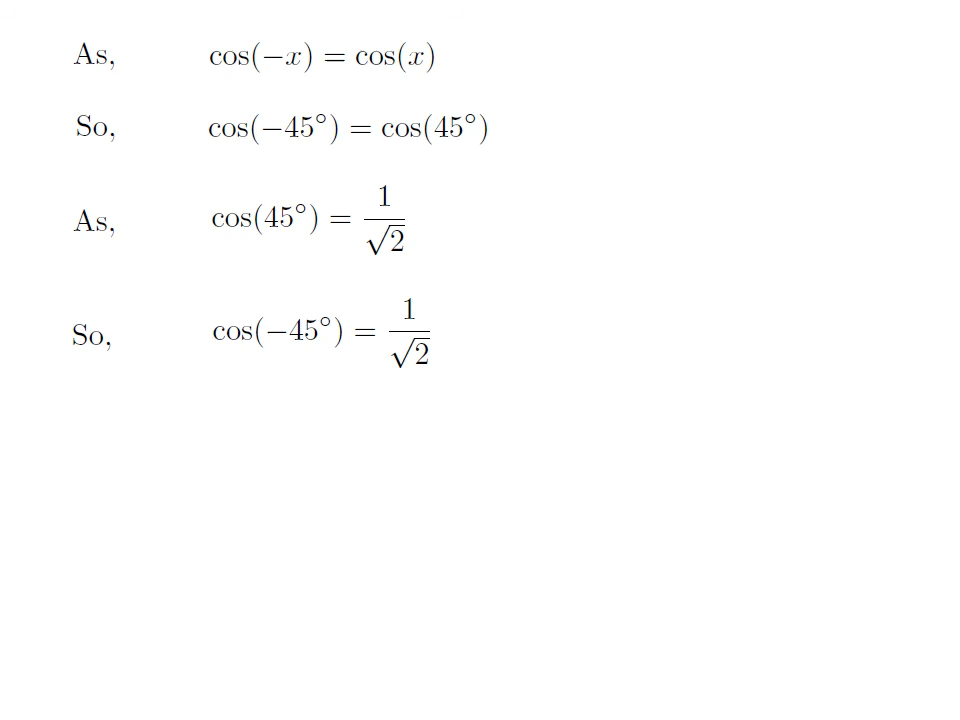 As, cos(−x) = cos(x)
So, cos(−45°) = cos(45°)
As, cos(45°) = 1/√2
So, cos(−45°) = 1/√2